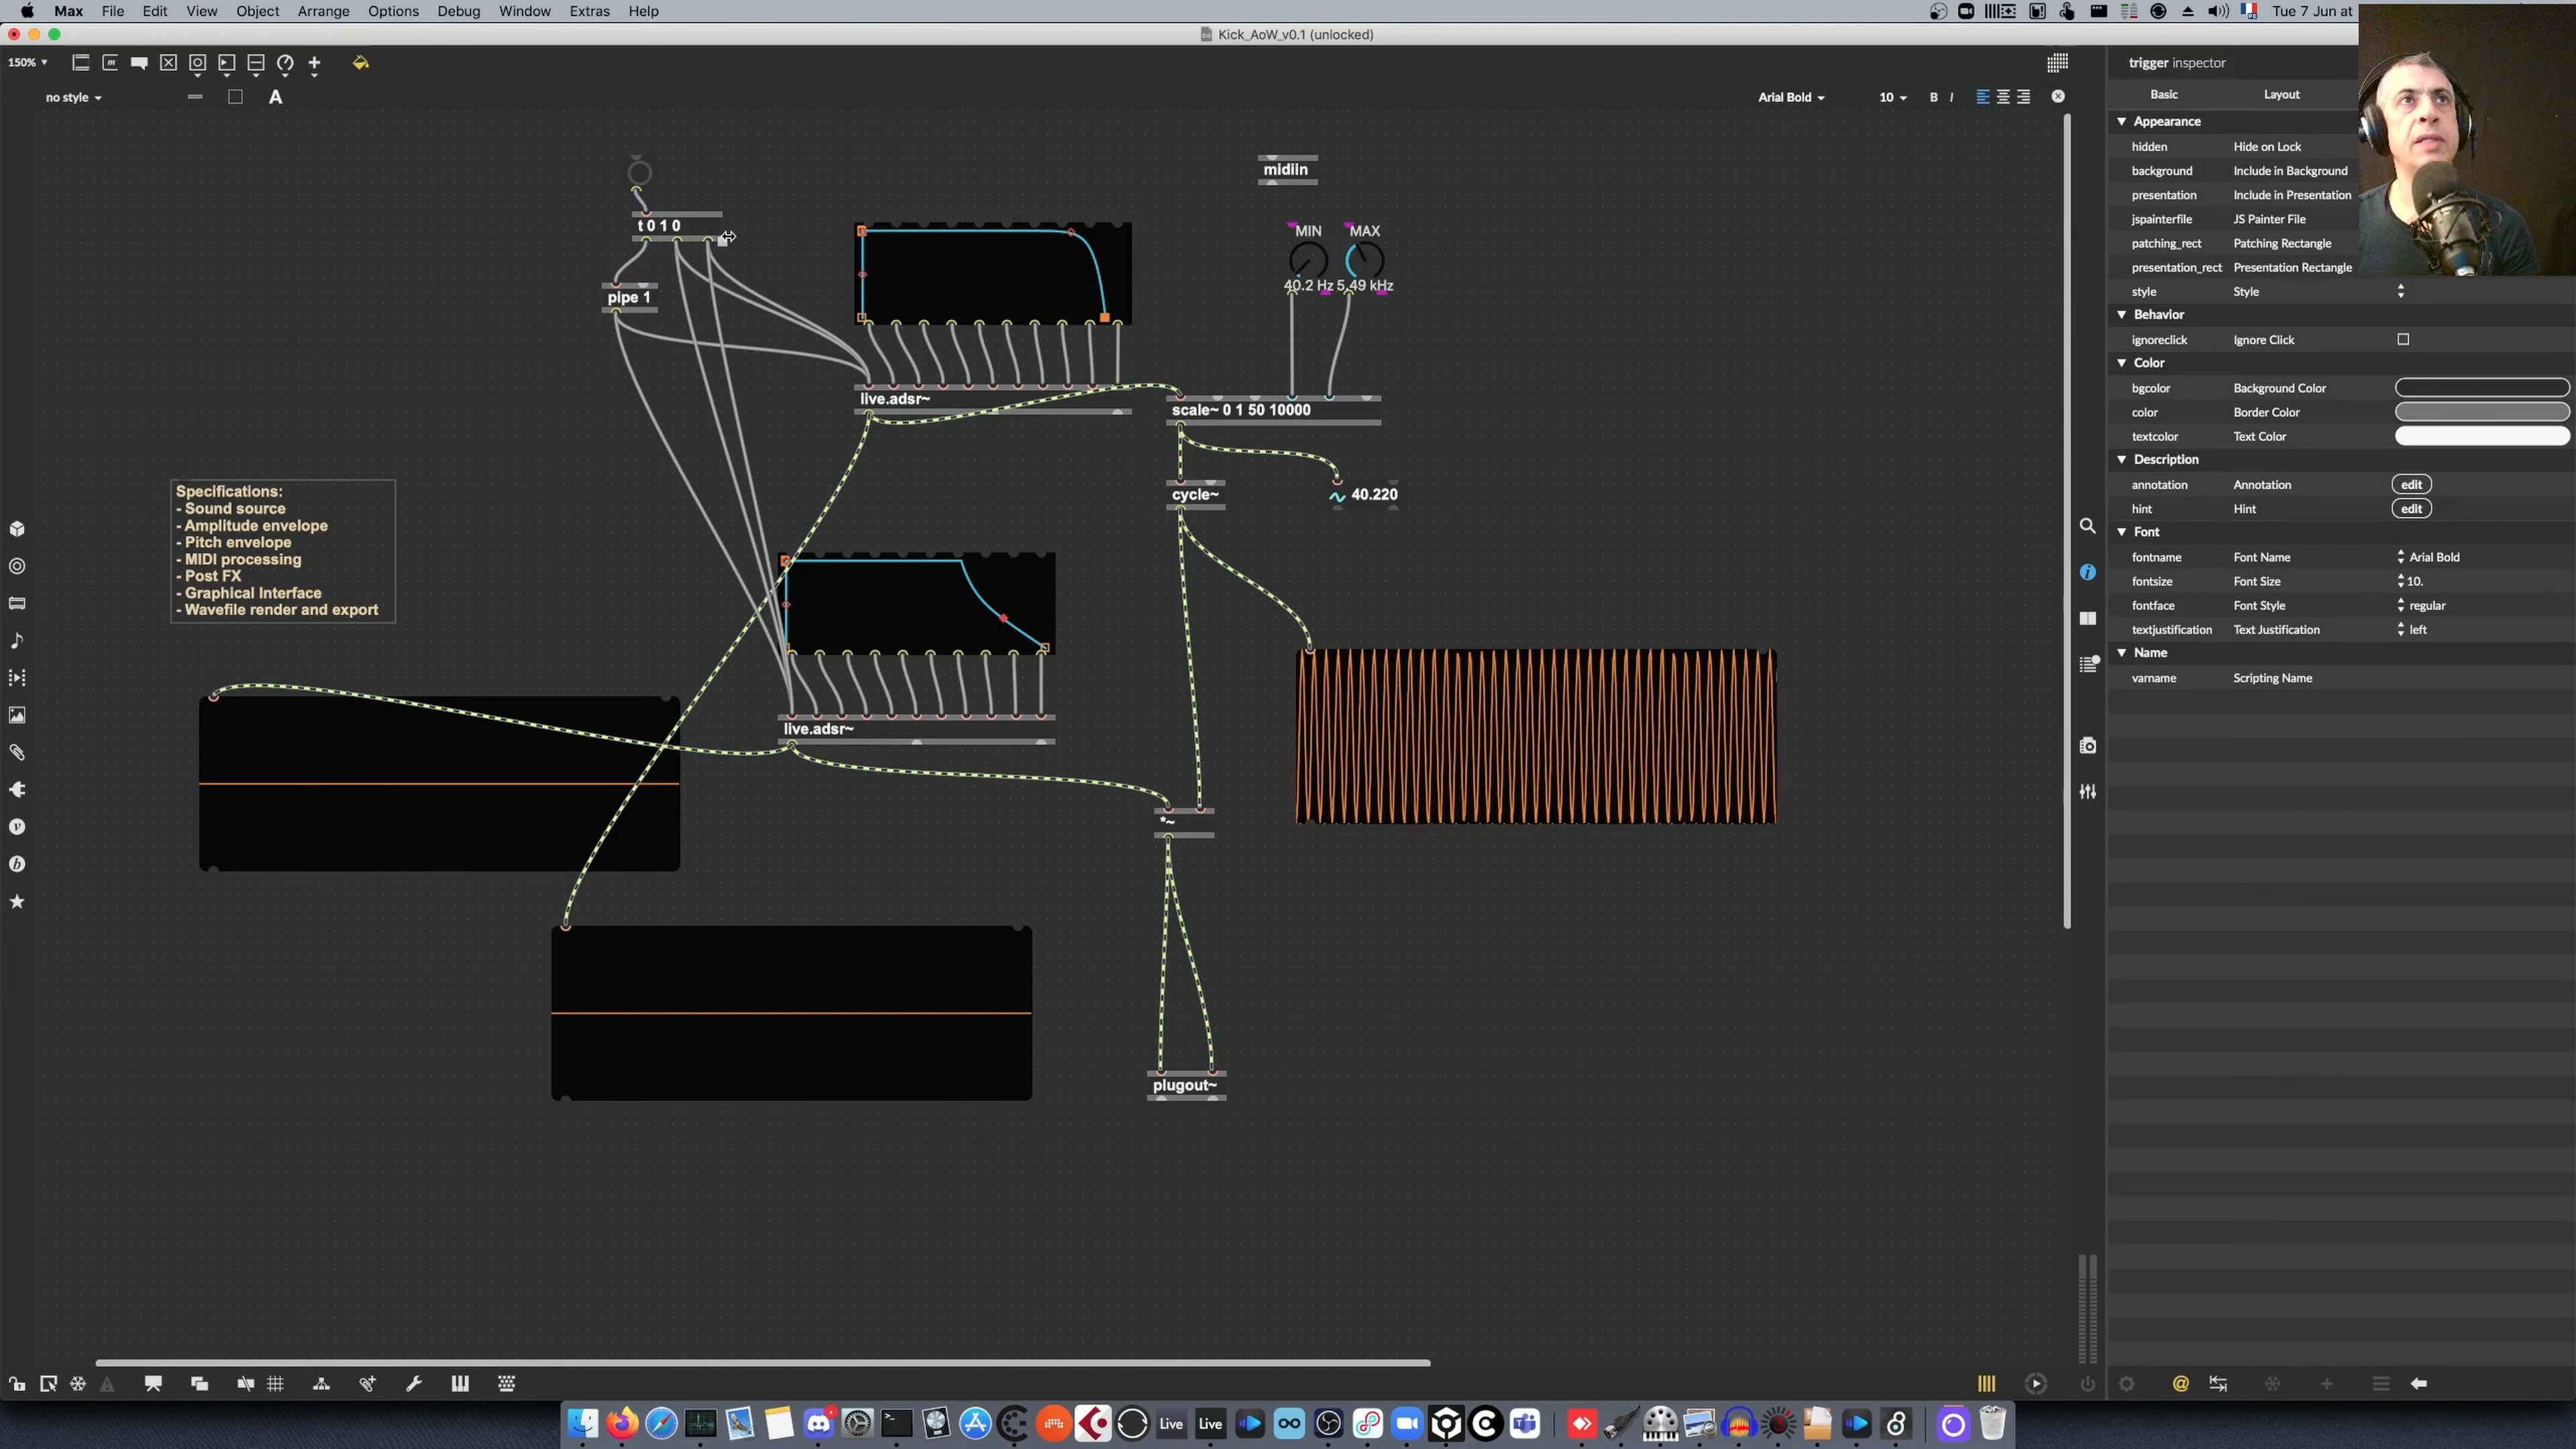 Max File Edit View Object Arrange Options Debug Window Extras Help
Tue 7 Jun at
Kick_AoW_v0.1 (unlocked)
150%
no style
A
Arial Bold
10
B I
trigger inspector
Basic Layout
Appearance
hidden Hide on Lock
background Include in Background
presentation Include in Presentation
jspainterfile JS Painter File
patching_rect Patching Rectangle
presentation_rect Presentation Rectangle
style Style
Behavior
ignoreclick Ignore Click
Color
bgcolor Background Color
color Border Color
textcolor Text Color
Description
annotation Annotation edit
hint Hint edit
Font
fontname Font Name Arial Bold
fontsize Font Size 10.
fontface Font Style regular
textjustification Text Justification left
Name
varname Scripting Name
midiin
t 0 1 0
MIN MAX
40.2 Hz 5.49 kHz
pipe 1
live.adsr~
scale~ 0 1 50 10000
cycle~
40.220
Specifications:
- Sound source
- Amplitude envelope
- Pitch envelope
- MIDI processing
- Post FX
- Graphical Interface
- Wavefile render and export
live.adsr~
*~
plugout~
Live Live